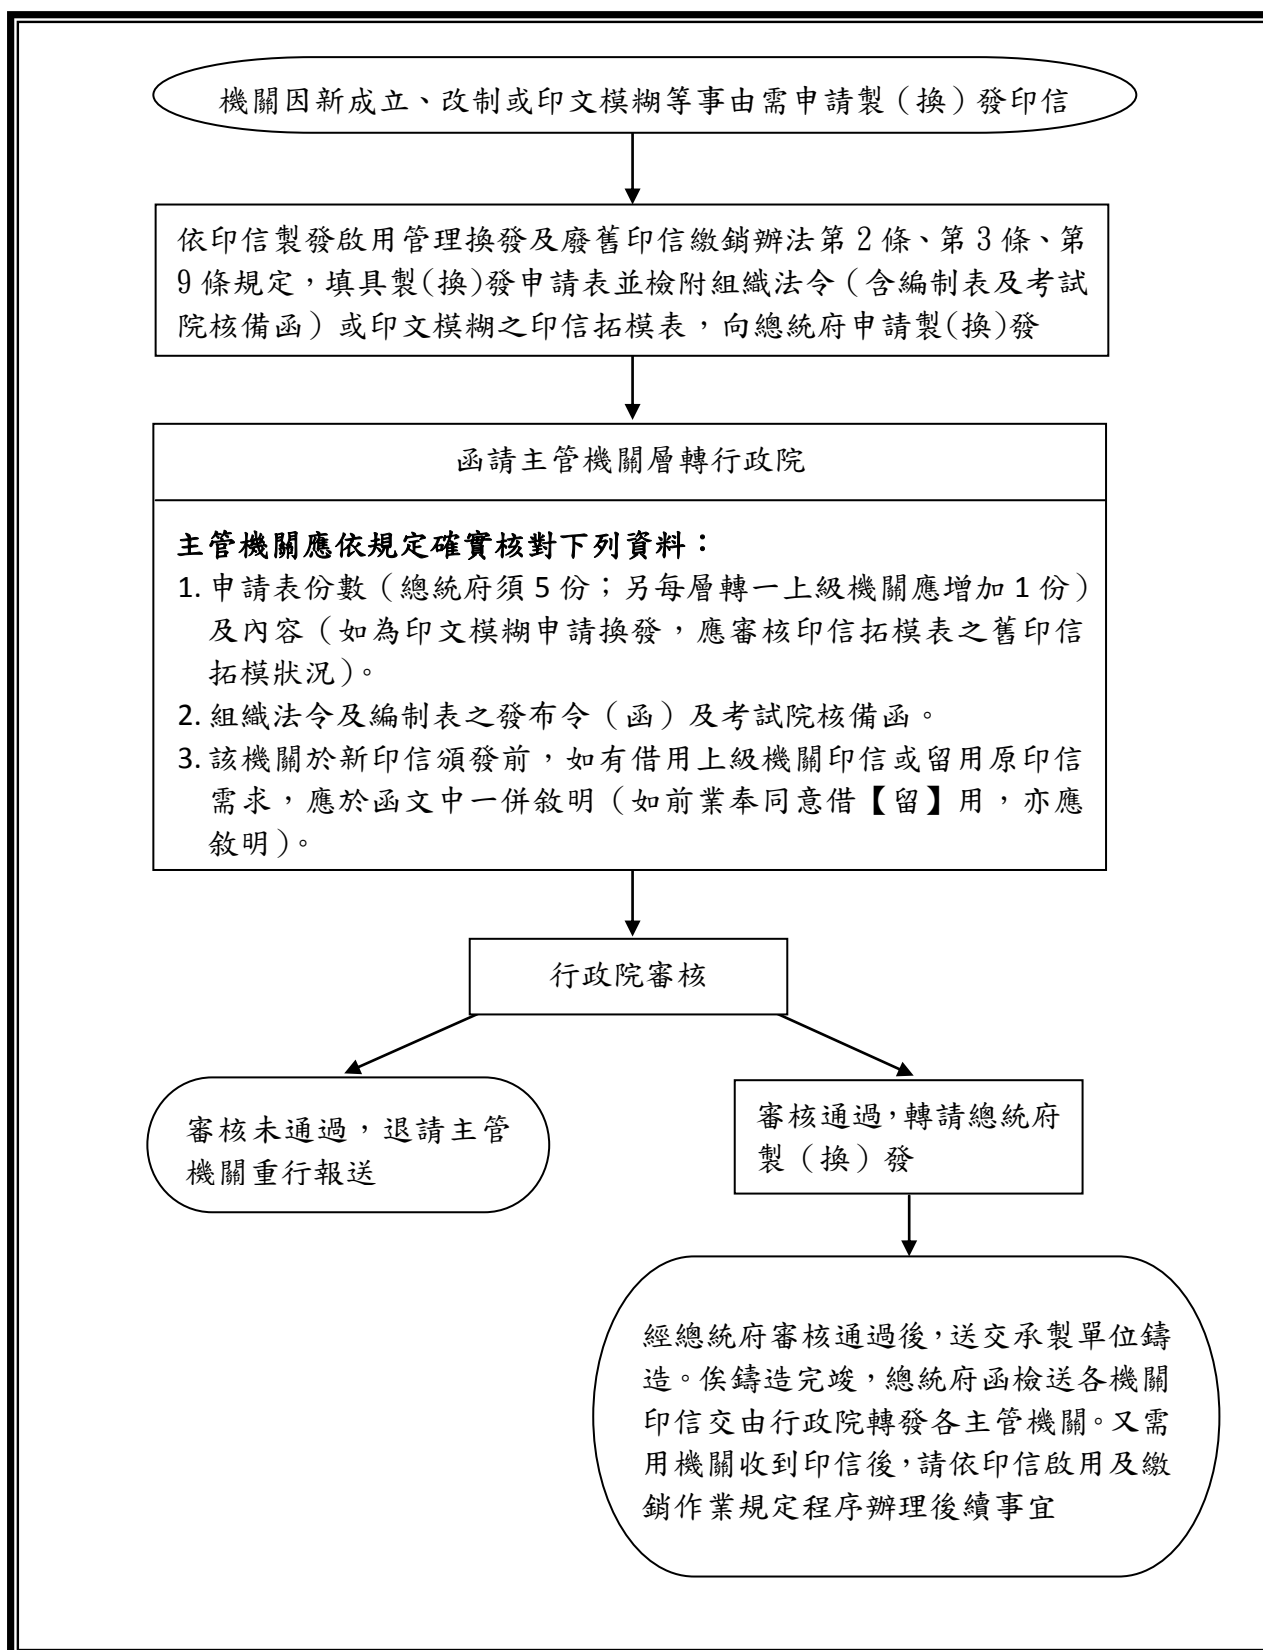 機關因新成立、改制或印文模糊等事由需申請製（換）發印信
依印信製發啟用管理換發及廢舊印信繳銷辦法第 2 條、第 3 條、第
9 條規定，填具製(換)發申請表並檢附組織法令（含編制表及考試
院核備函）或印文模糊之印信拓模表，向總統府申請製(換)發
函請主管機關層轉行政院
主管機關應依規定確實核對下列資料：
1. 申請表份數（總統府須 5 份；另每層轉一上級機關應增加 1 份）
及內容（如為印文模糊申請換發，應審核印信拓模表之舊印信
拓模狀況）。
2. 組織法令及編制表之發布令（函）及考試院核備函。
3. 該機關於新印信頒發前，如有借用上級機關印信或留用原印信
需求，應於函文中一併敘明（如前業奉同意借【留】用，亦應
敘明）。
行政院審核
審核未通過，退請主管
機關重行報送
審核通過，轉請總統府
製（換）發
經總統府審核通過後，送交承製單位鑄
造。俟鑄造完竣，總統府函檢送各機關
印信交由行政院轉發各主管機關。又需
用機關收到印信後，請依印信啟用及繳
銷作業規定程序辦理後續事宜